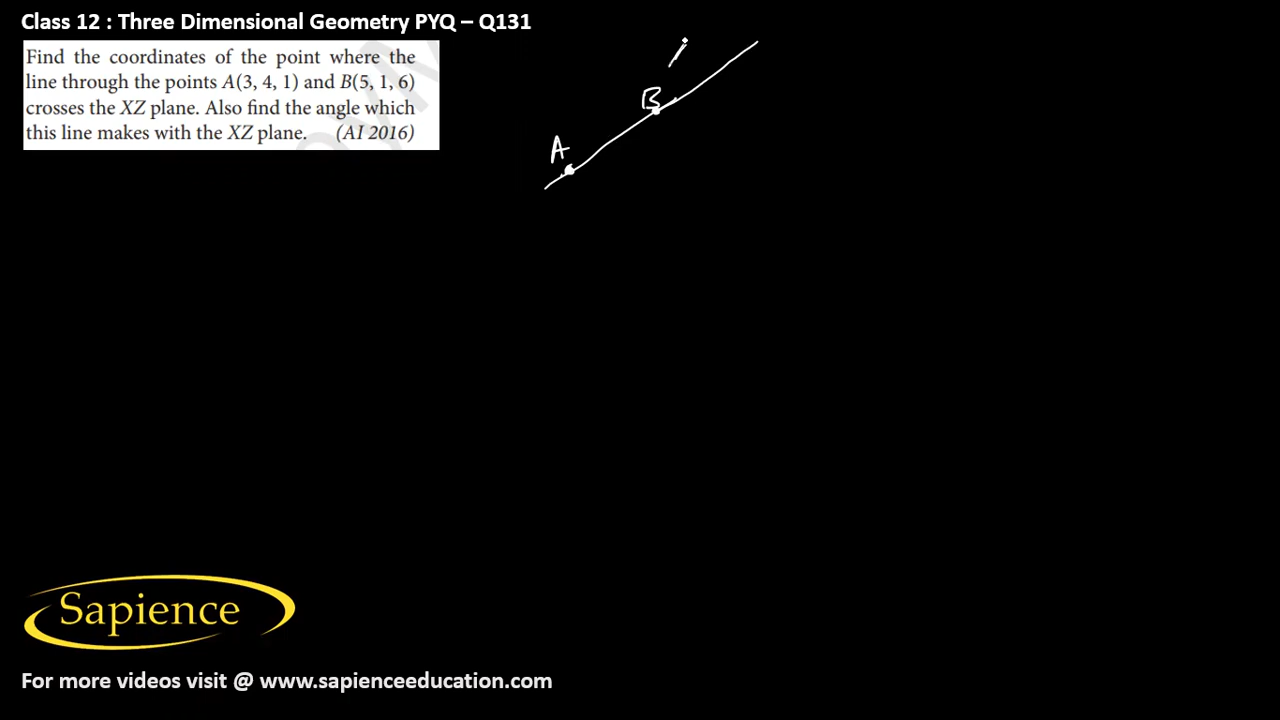 Class 12 : Three Dimensional Geometry PYQ – Q131
Find the coordinates of the point where the
line through the points A(3, 4, 1) and B(5, 1, 6)
crosses the XZ plane. Also find the angle which
this line makes with the XZ plane. (AI 2016)
B
A
Sapience
For more videos visit @ www.sapienceeducation.com